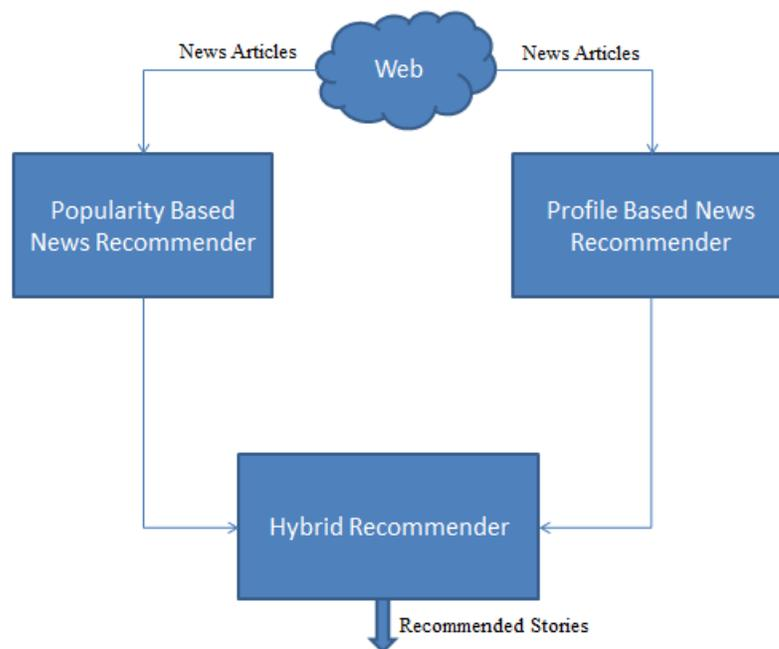 News Articles
Web
News Articles
Popularity Based
News Recommender
Profile Based News
Recommender
Hybrid Recommender
Recommended Stories